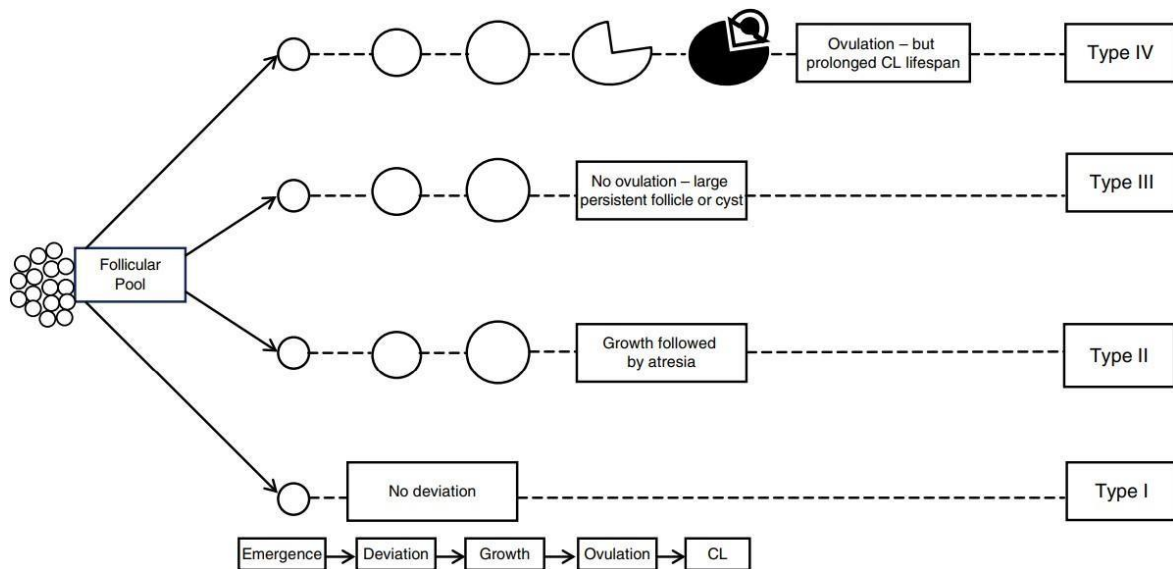 Ovulation – but
prolonged CL lifespan
Type IV
No ovulation – large
persistent follicle or cyst
Type III
Follicular
Pool
Growth followed
by atresia
Type II
No deviation
Type I
Emergence
Deviation
Growth
Ovulation
CL